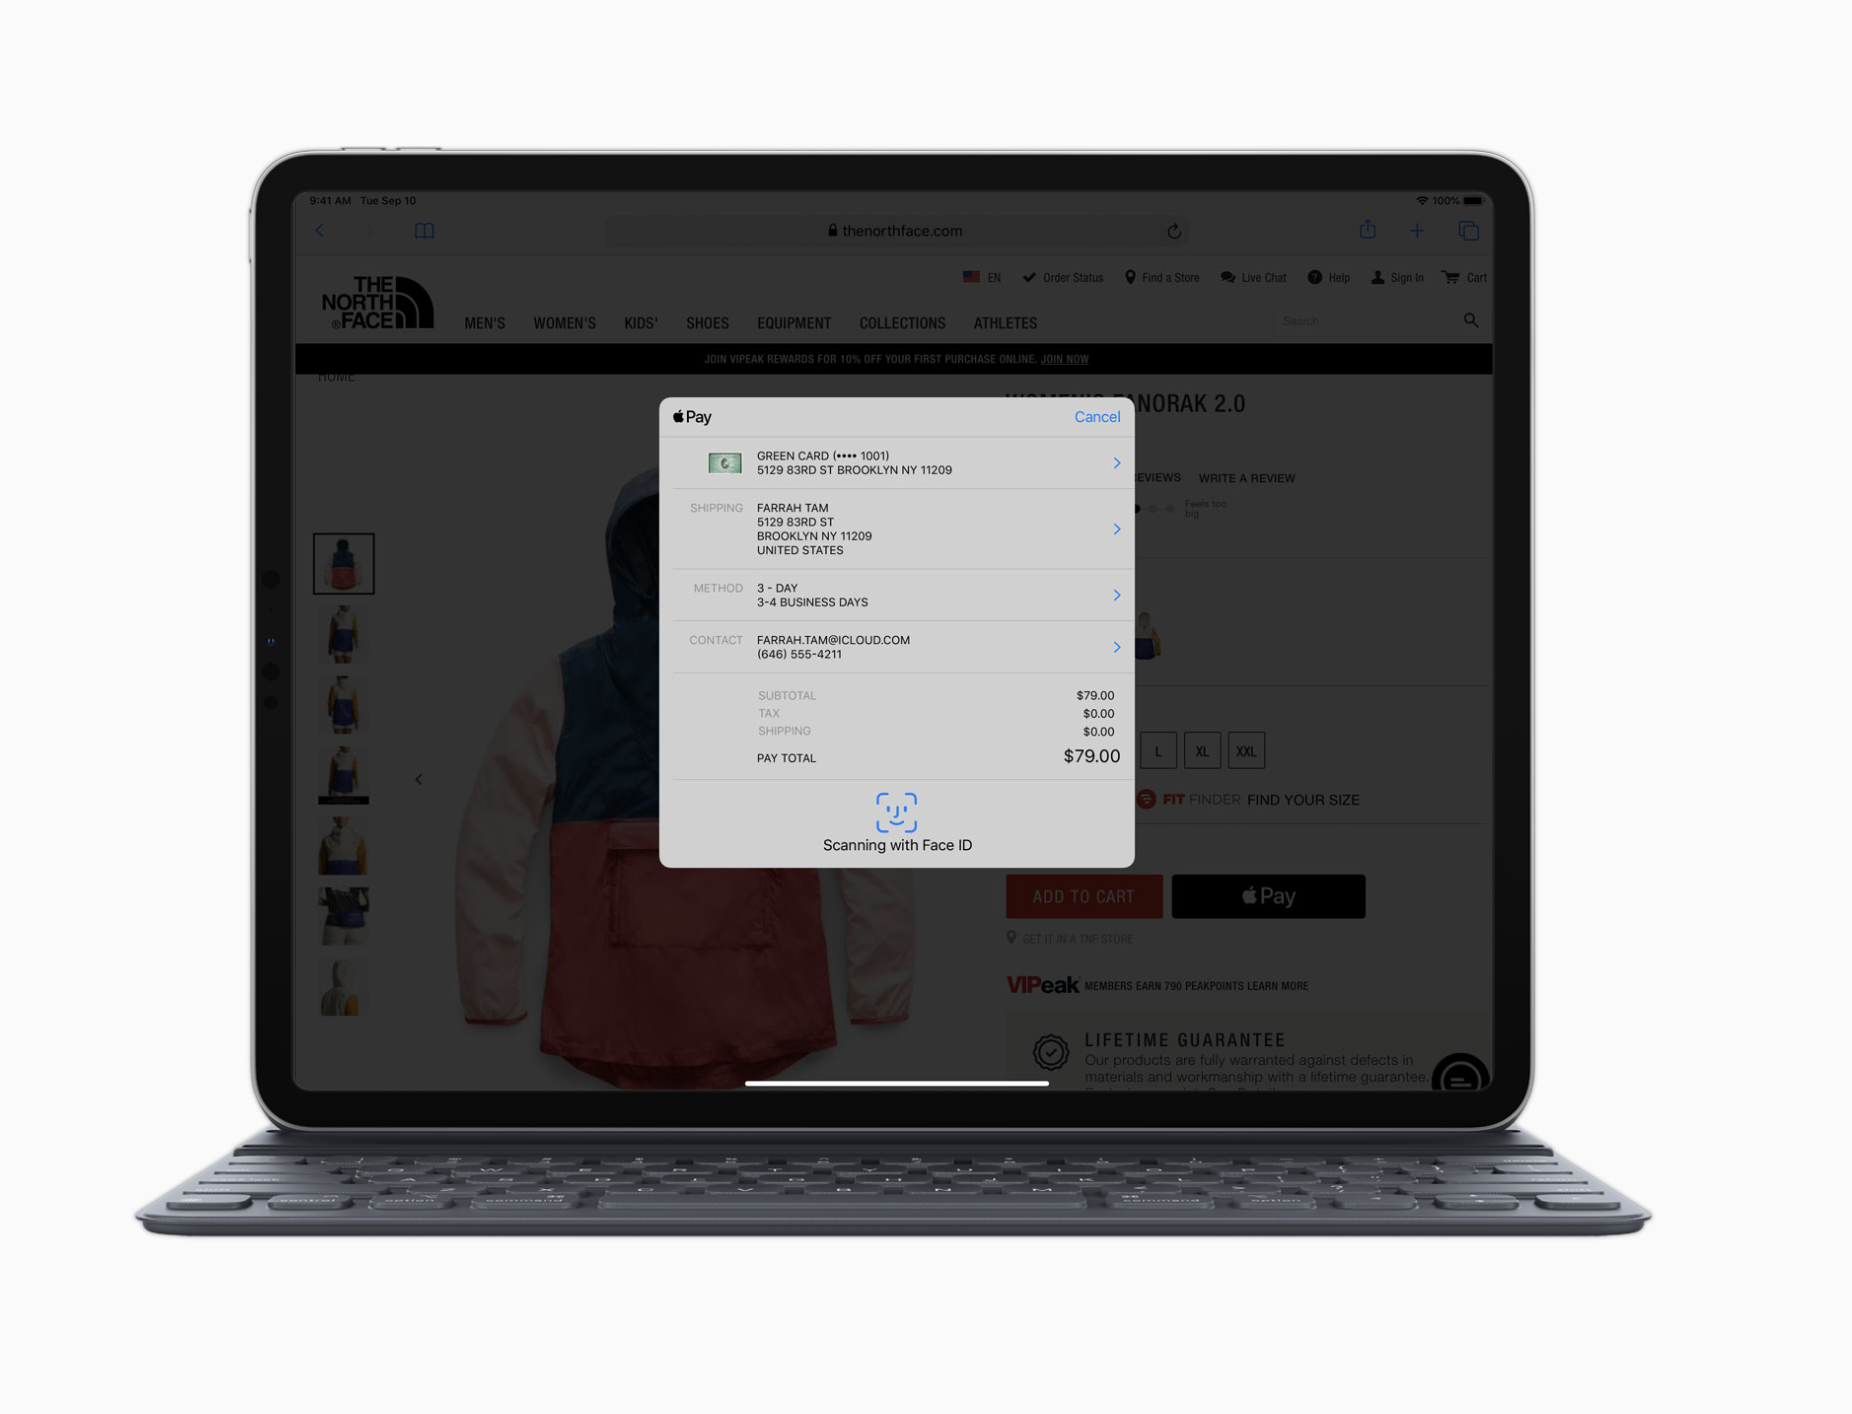 9:41 AM Tue Sep 10
100%
thenorthface.com
EN Order Status Find a Store Live Chat Help Sign In Cart
THE
NORTH
FACE
MEN'S WOMEN'S KIDS' SHOES EQUIPMENT COLLECTIONS ATHLETES
Search
JOIN VIPEAK REWARDS FOR 10% OFF YOUR FIRST PURCHASE ONLINE. JOIN NOW
HOME
ANORAK 2.0
WRITE A REVIEW
Feels too
big
Pay
Cancel
GREEN CARD (•••• 1001)
5129 83RD ST BROOKLYN NY 11209
SHIPPING FARRAH TAM
5129 83RD ST
BROOKLYN NY 11209
UNITED STATES
METHOD 3 - DAY
3-4 BUSINESS DAYS
CONTACT FARRAH.TAM@ICLOUD.COM
(646) 555-4211
SUBTOTAL $79.00
TAX $0.00
SHIPPING $0.00
PAY TOTAL $79.00
Scanning with Face ID
L XL XXL
FIT FINDER FIND YOUR SIZE
ADD TO CART
Pay
GET IT IN A TNF STORE
VIPeak MEMBERS EARN 790 PEAKPOINTS LEARN MORE
LIFETIME GUARANTEE
Our products are fully warranted against defects in
materials and workmanship with a lifetime guarantee.
control option command command option